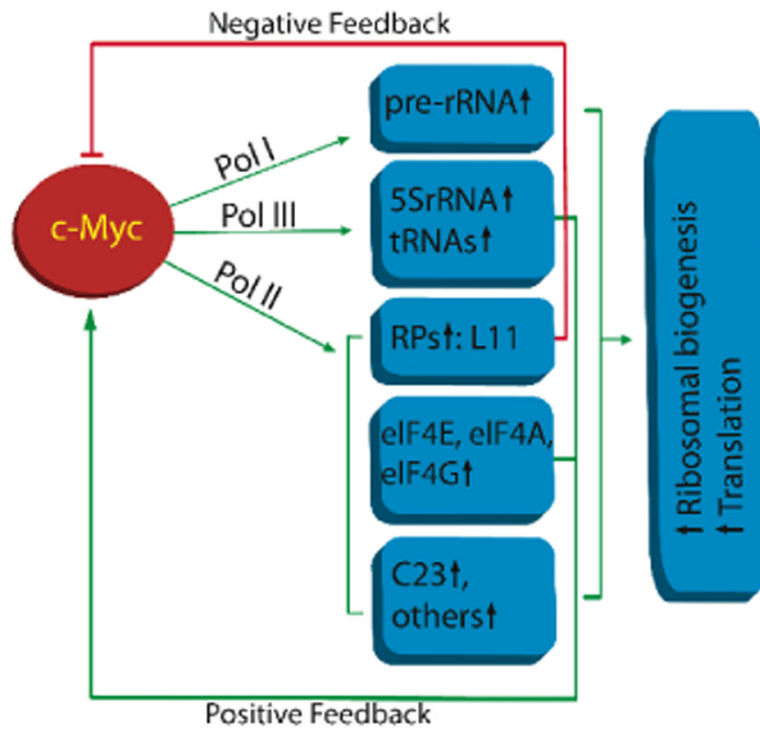 Negative Feedback
c-Myc
Pol I
Pol III
Pol II
pre-rRNA↑
5SrRNA↑
tRNAs↑
RPs↑: L11
eIF4E, eIF4A,
eIF4G↑
C23↑,
others↑
↑Ribosomal biogenesis
↑Translation
Positive Feedback